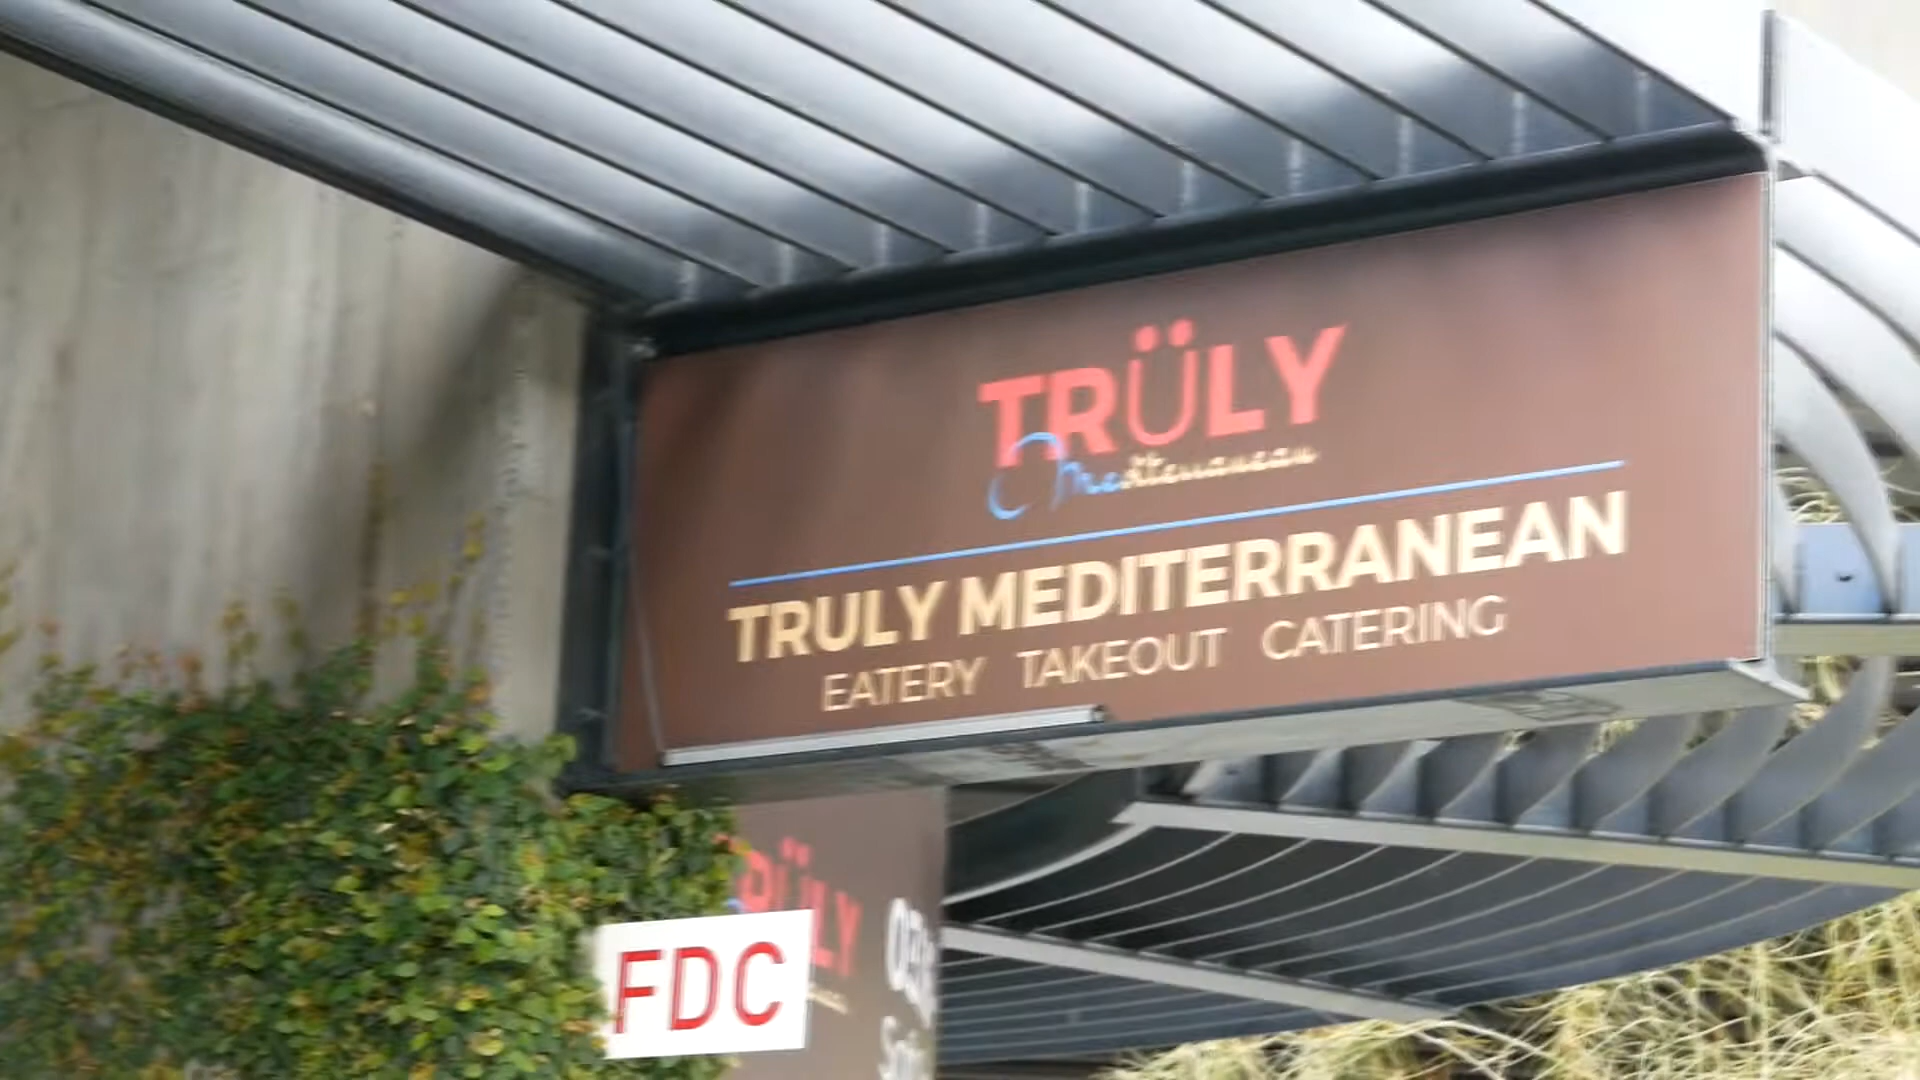 TRÜLY
Mediterranean
TRULY MEDITERRANEAN
EATERY TAKEOUT CATERING
TRÜLY
FDC